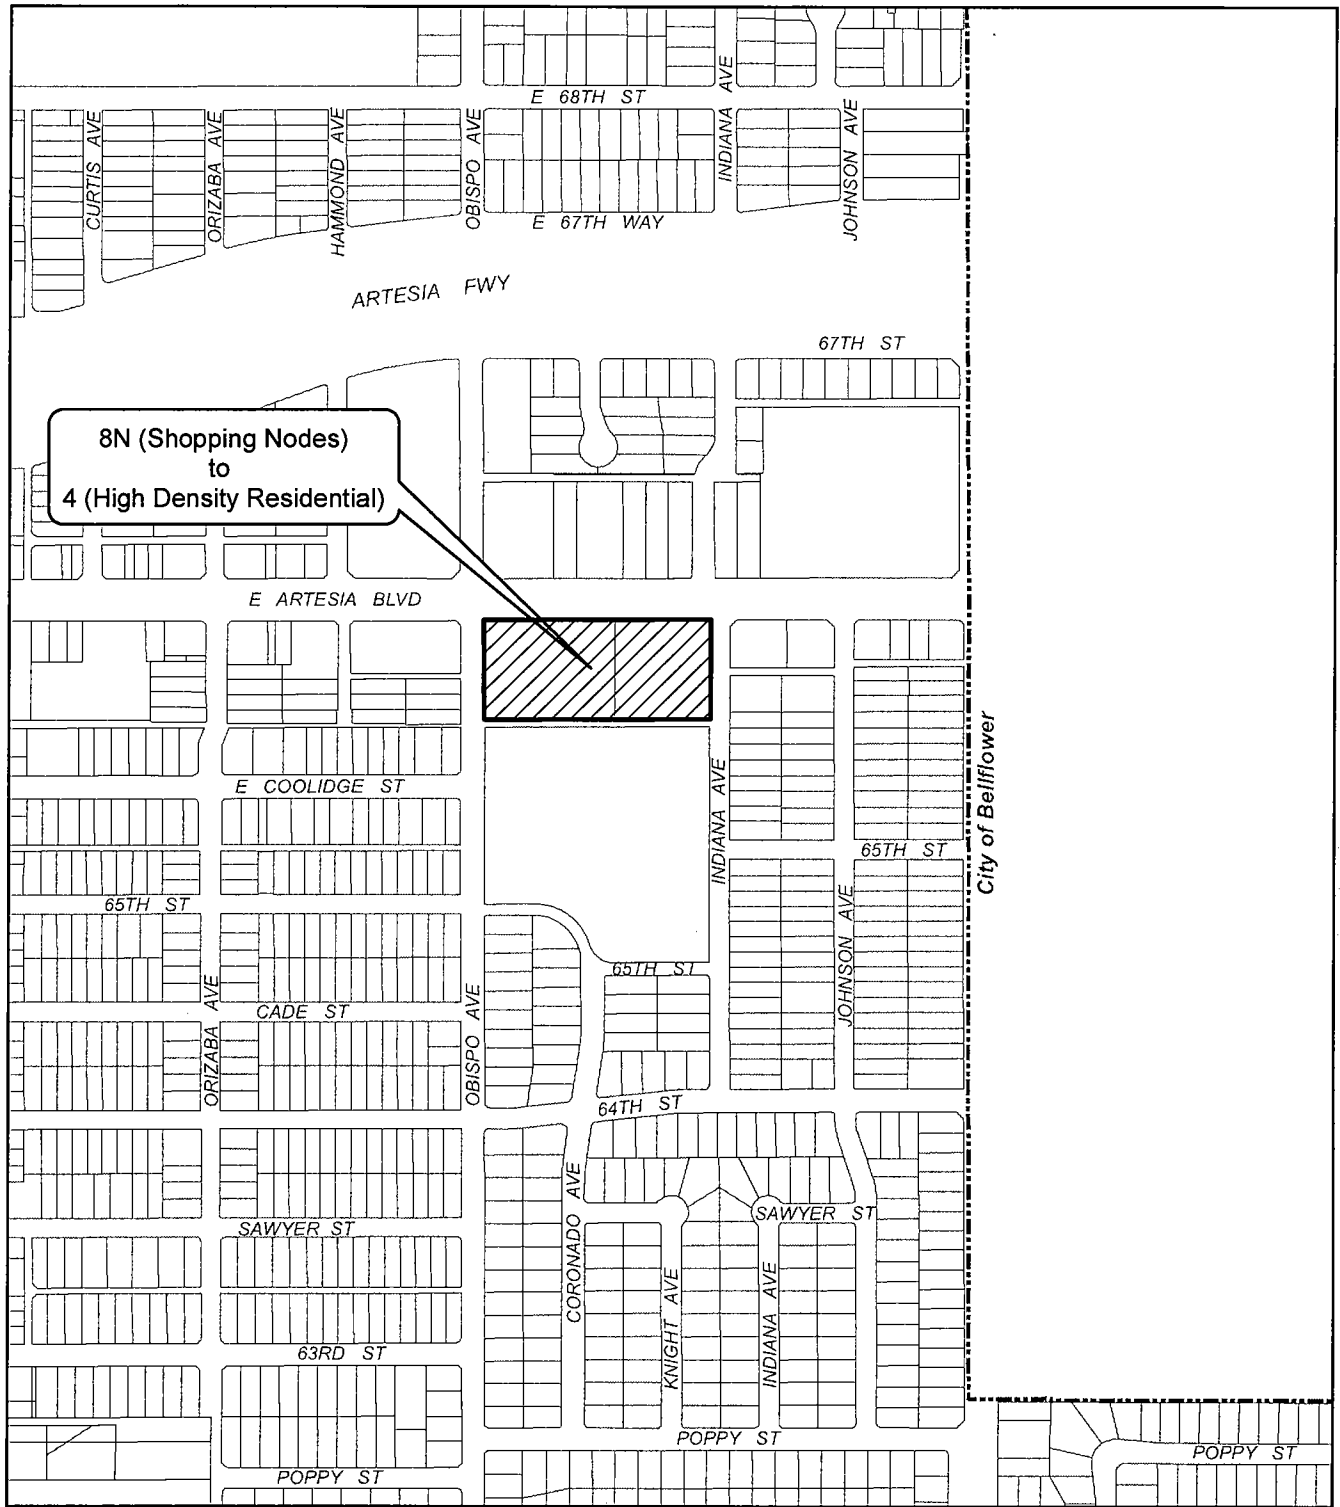 E 68TH ST
INDIANA AVE
CURTIS AVE
ORIZABA AVE
HAMMOND AVE
OBISPO AVE
JOHNSON AVE
E 67TH WAY
ARTESIA FWY
67TH ST
8N (Shopping Nodes)
to
4 (High Density Residential)
E ARTESIA BLVD
E COOLIDGE ST
INDIANA AVE
65TH ST
City of Bellflower
65TH ST
JOHNSON AVE
65TH ST
ORIZABA AVE
CADE ST
OBISPO AVE
64TH ST
CORONADO AVE
SAWYER ST
SAWYER ST
KNIGHT AVE
INDIANA AVE
63RD ST
POPPY ST
POPPY ST
POPPY ST